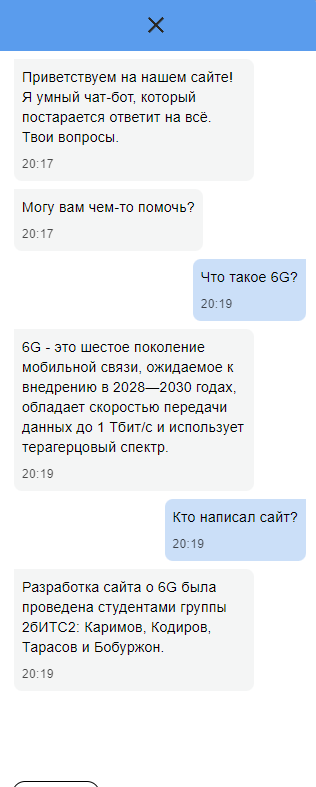 Приветствуем на нашем сайте!
Я умный чат-бот, который
постарается ответит на всё.
Твои вопросы.
20:17
Могу вам чем-то помочь?
20:17
Что такое 6G?
20:19
6G - это шестое поколение
мобильной связи, ожидаемое к
внедрению в 2028—2030 годах,
обладает скоростью передачи
данных до 1 Тбит/с и использует
терагерцовый спектр.
20:19
Кто написал сайт?
20:19
Разработка сайта о 6G была
проведена студентами группы
2бИТС2: Каримов, Кодиров,
Тарасов и Бобуржон.
20:19